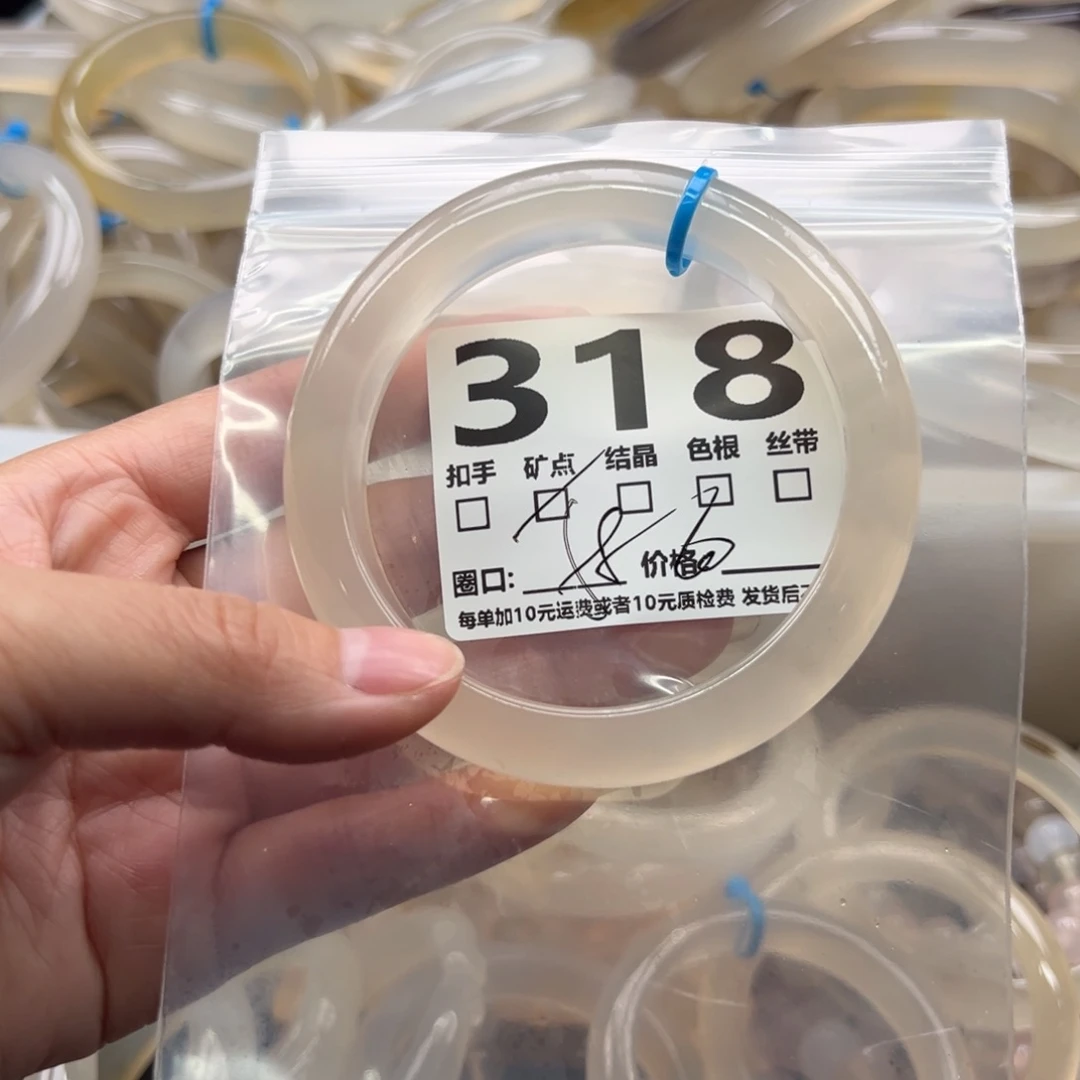 318
扣手 矿点 结晶 色根 丝带
圈口: 价格
每单加10元运费或者10元质检费 发货后